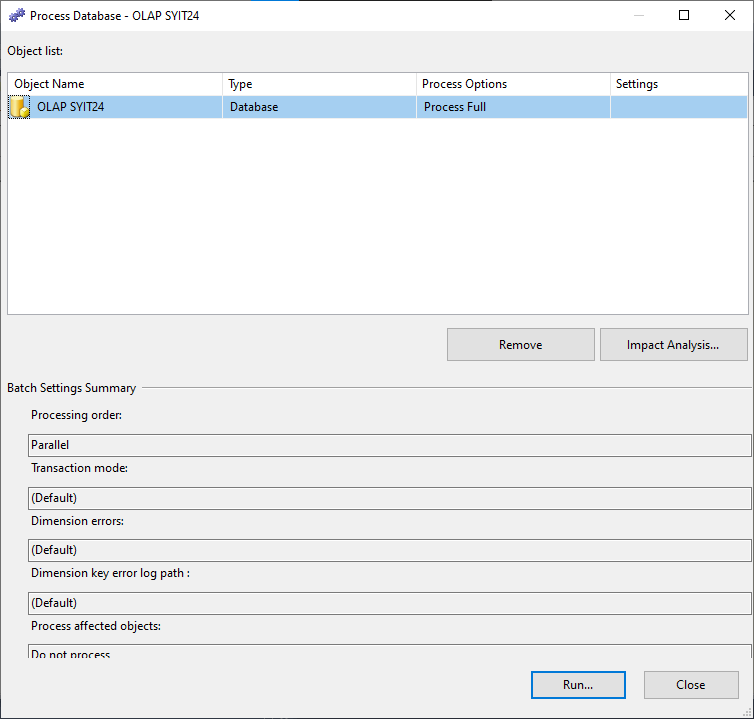 Process Database - OLAP SYIT24
Object list:
Object Name Type Process Options Settings
OLAP SYIT24 Database Process Full
Remove Impact Analysis...
Batch Settings Summary
Processing order:
Parallel
Transaction mode:
(Default)
Dimension errors:
(Default)
Dimension key error log path :
(Default)
Process affected objects:
Do not process
Run... Close